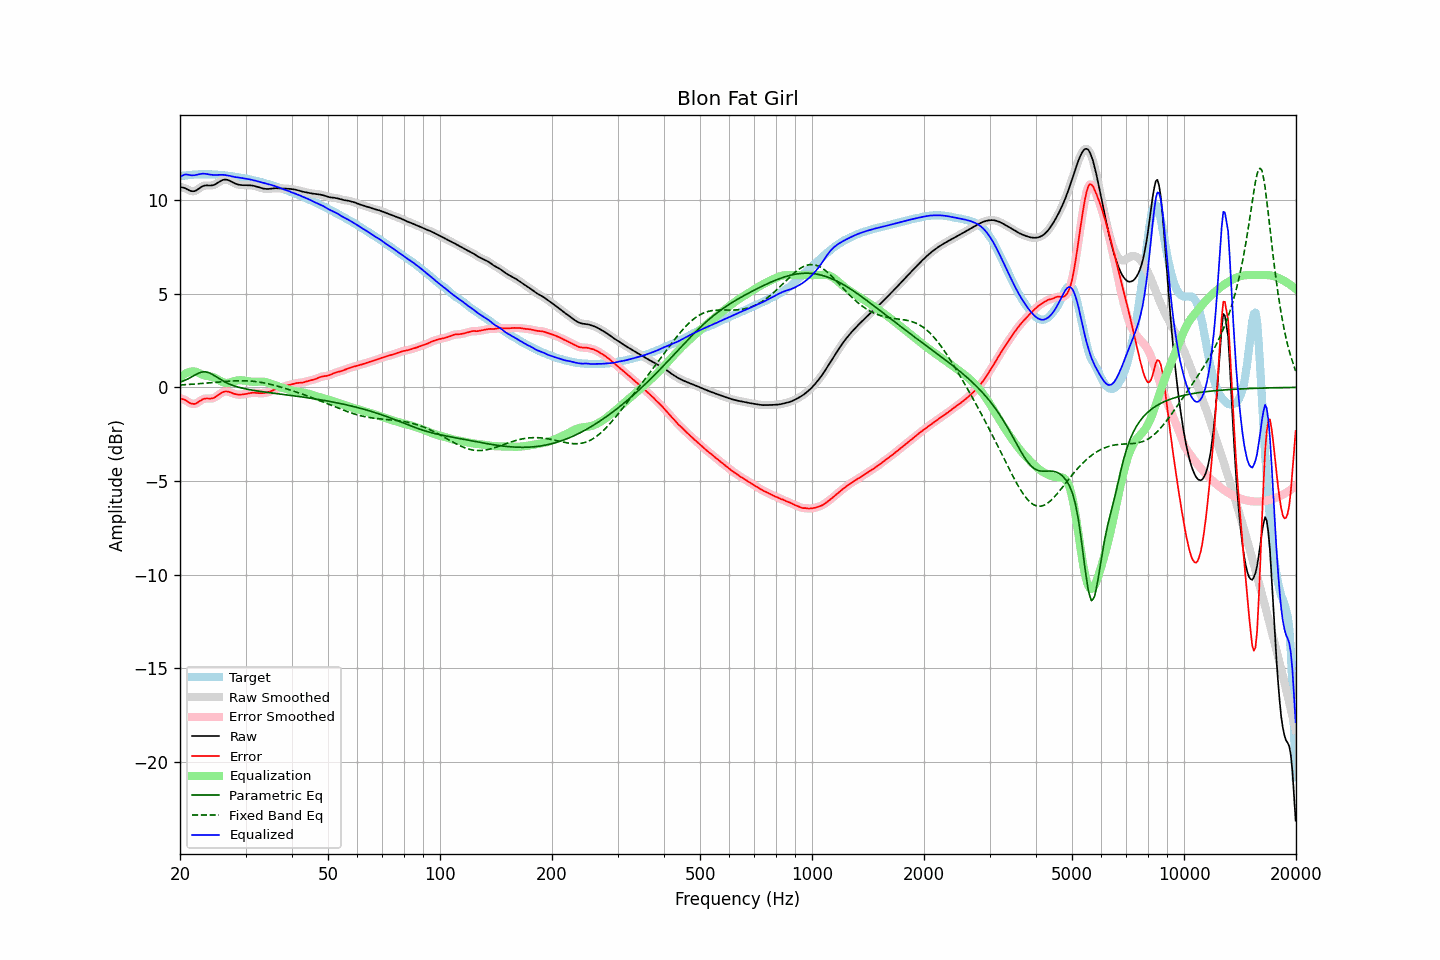 Blon Fat Girl
Amplitude (dBr)
10
5
0
−5
−10
−15
−20
Target
Raw Smoothed
Error Smoothed
Raw
Error
Equalization
Parametric Eq
Fixed Band Eq
Equalized
20 50 100 200 500 1000 2000 5000 10000 20000
Frequency (Hz)